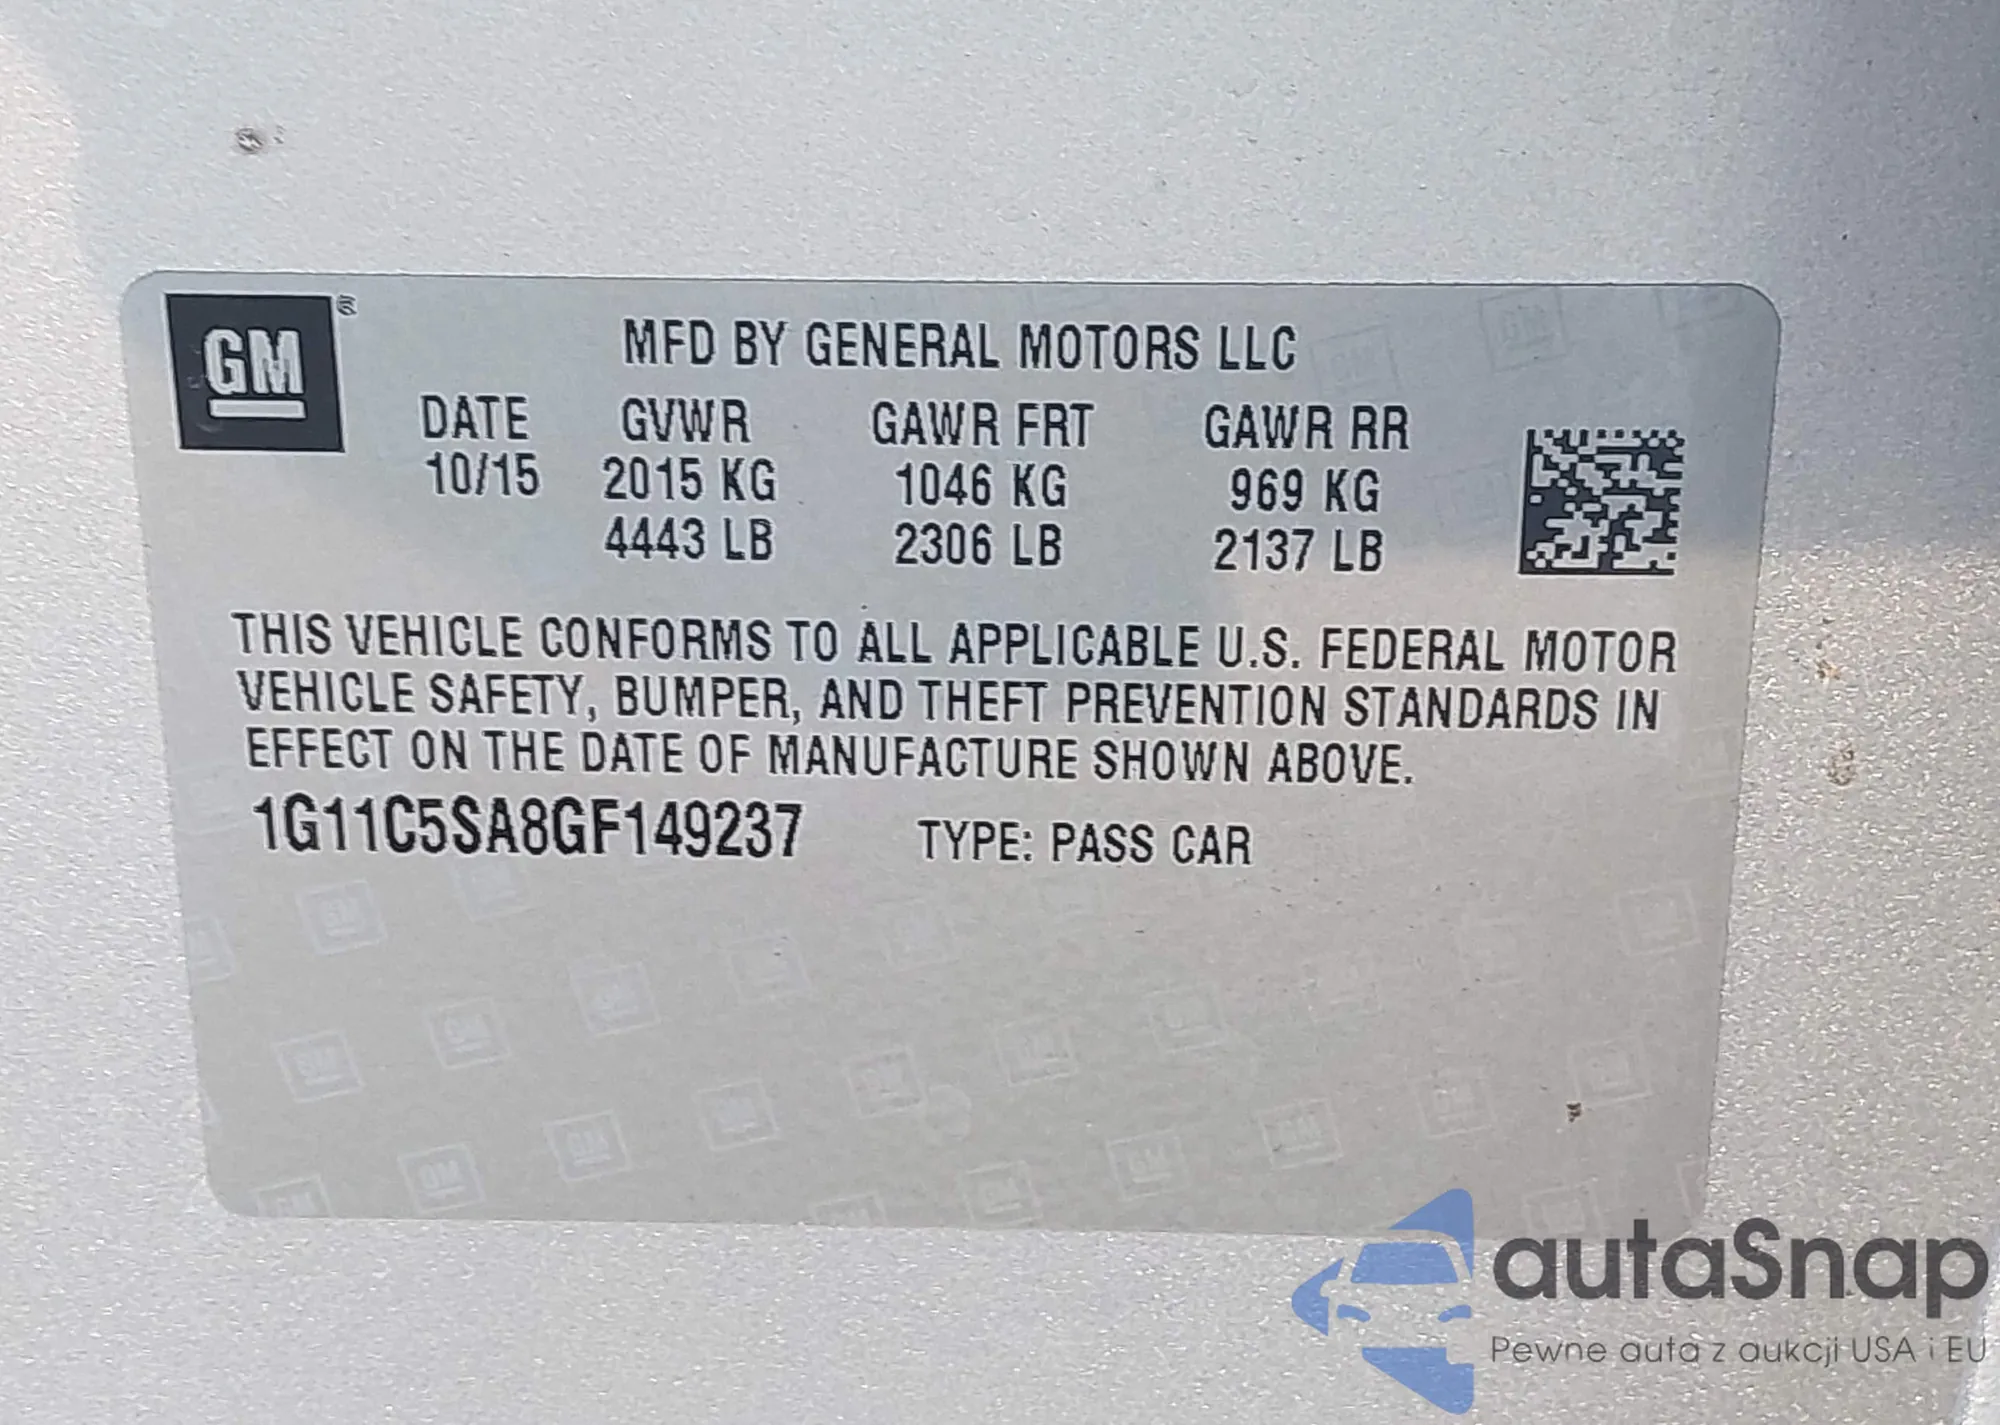 GM
MFD BY GENERAL MOTORS LLC
DATE GVWR GAWR FRT GAWR RR
10/15 2015 KG 1046 KG 969 KG
4443 LB 2306 LB 2137 LB
THIS VEHICLE CONFORMS TO ALL APPLICABLE U.S. FEDERAL MOTOR
VEHICLE SAFETY, BUMPER, AND THEFT PREVENTION STANDARDS IN
EFFECT ON THE DATE OF MANUFACTURE SHOWN ABOVE.
1G11C5SA8GF149237 TYPE: PASS CAR
autaSnap
Pewne auta z aukcji USA i EU